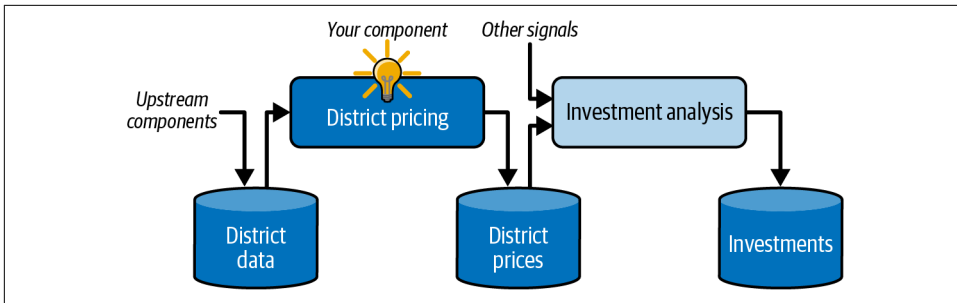 Your component
Other signals
Upstream
components
District pricing
Investment analysis
District
data
District
prices
Investments